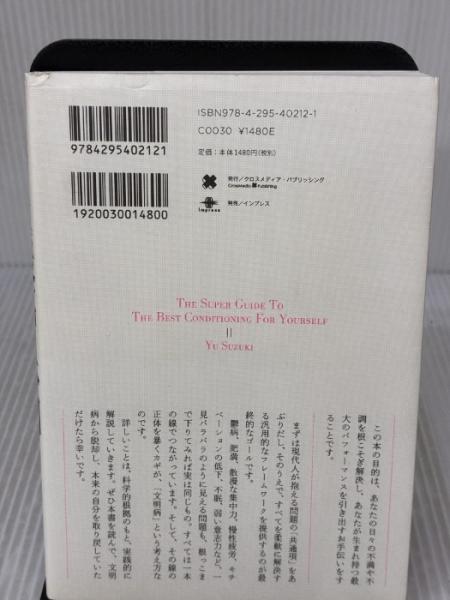 ISBN978-4-295-40212-1
C0030 ¥1480E
定価:本体1480円(税別)
9784295402121
発行/クロスメディア・パブリッシング
CrossMedia Publishing
発売/インプレス
impress
1920030014800
THE SUPER GUIDE TO
THE BEST CONDITIONING FOR YOURSELF
=
YU SUZUKI
この本の目的は、あなたの日々の不満や不
調を根こそぎ解決し、あなたが生まれ持つ最
大のパフォーマンスを引き出すお手伝いをす
ることです。
まずは現代人が抱える問題の「共通項」をあ
ぶりだし、そのうえで、すべてを柔軟に解決す
る汎用的なフレームワークを提供するのが最
終的なゴールです。
鬱病、肥満、散漫な集中力、慢性疲労、モチ
ベーションの低下、不眠、弱い意志力など、一
見バラバラのように見える問題も、根っこま
で下りてみれば実は同じもの。すべては一本
の線でつながっています。そして、その線の
正体を暴くカギが、「文明病」という考え方な
のです。
詳しいことは、科学的根拠のもと、実践的に
解説していきます。ぜひ本書を読んで、文明
病から脱却し、本来の自分を取り戻していた
だけたら幸いです。